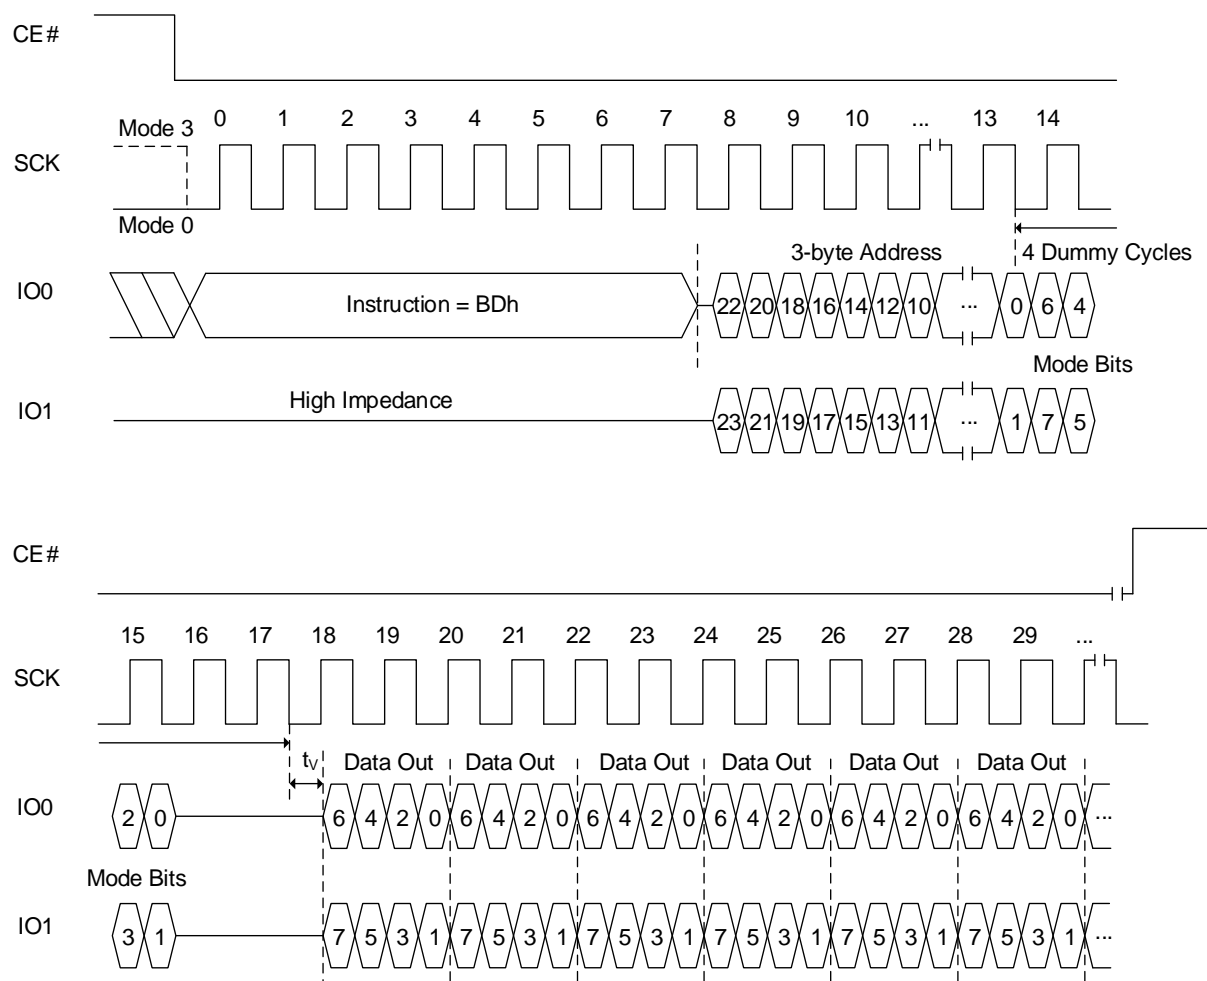 CE#
Mode 3 0 1 2 3 4 5 6 7 8 9 10 ... 13 14
SCK
Mode 0
3-byte Address 4 Dummy Cycles
IO0 Instruction = BDh 22 20 18 16 14 12 10 ... 0 6 4
Mode Bits
IO1 High Impedance 23 21 19 17 15 13 11 ... 1 7 5
CE#
15 16 17 18 19 20 21 22 23 24 25 26 27 28 29 ...
SCK
tV Data Out Data Out Data Out Data Out Data Out Data Out
IO0 2 0 6 4 2 0 6 4 2 0 6 4 2 0 6 4 2 0 6 4 2 0 6 4 2 0 ...
Mode Bits
IO1 3 1 7 5 3 1 7 5 3 1 7 5 3 1 7 5 3 1 7 5 3 1 7 5 3 1 ...